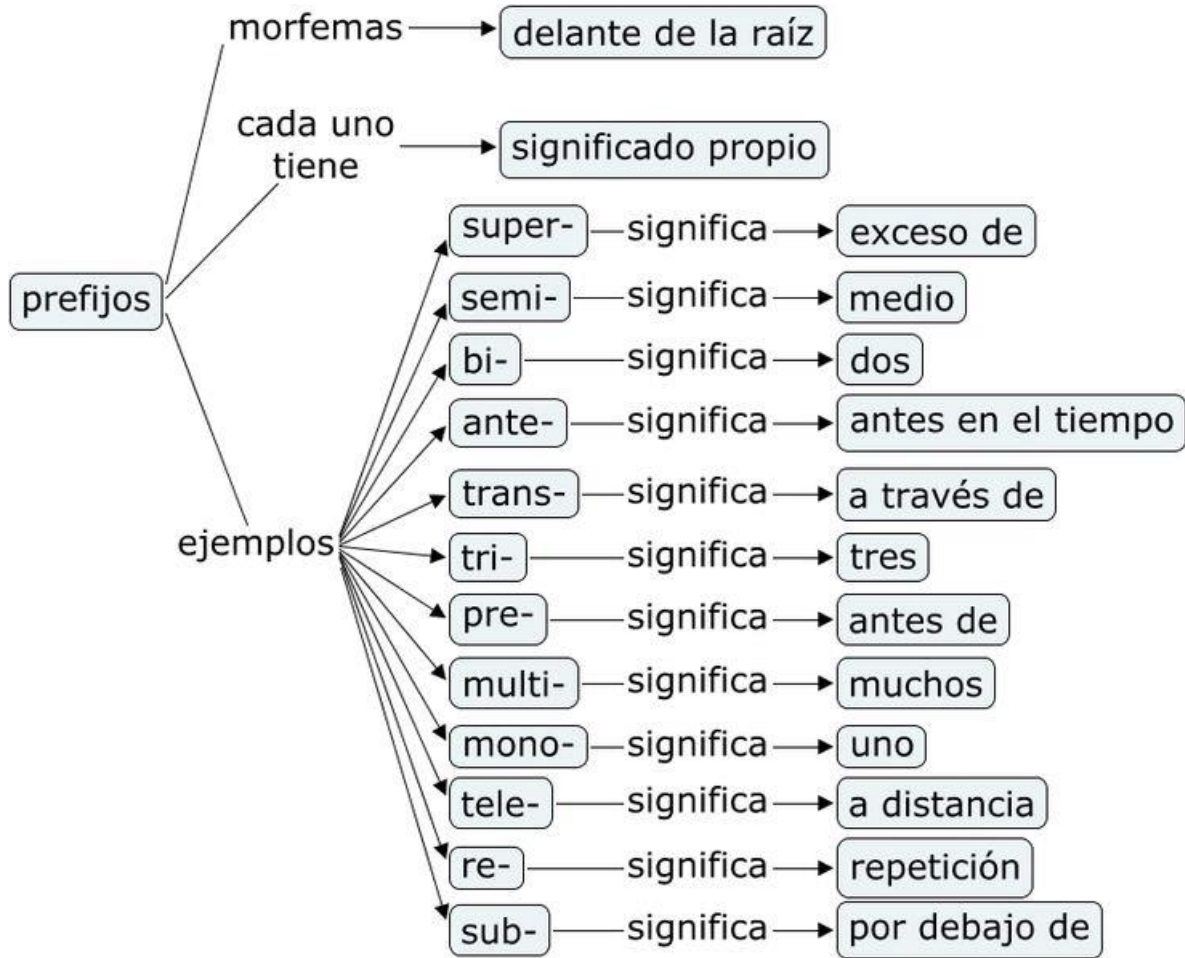 morfemas delante de la raíz
cada uno
tiene
significado propio
prefijos
ejemplos
super- significa exceso de
semi- significa medio
bi- significa dos
ante- significa antes en el tiempo
trans- significa a través de
tri- significa tres
pre- significa antes de
multi- significa muchos
mono- significa uno
tele- significa a distancia
re- significa repetición
sub- significa por debajo de